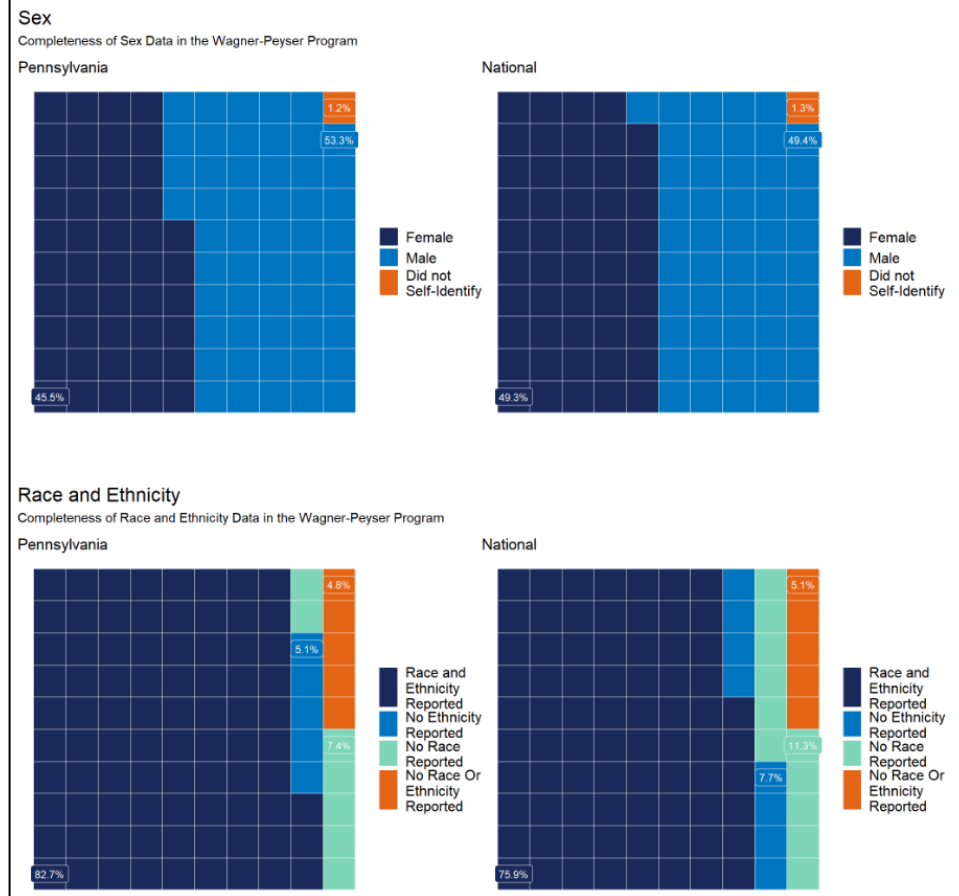 Sex
Completeness of Sex Data in the Wagner-Peyser Program
Pennsylvania
1.2%
53.3%
45.5%
Female
Male
Did not
Self-Identify
National
1.3%
49.4%
49.3%
Female
Male
Did not
Self-Identify
Race and Ethnicity
Completeness of Race and Ethnicity Data in the Wagner-Peyser Program
Pennsylvania
4.8%
5.1%
7.4%
82.7%
Race and
Ethnicity
Reported
No Ethnicity
Reported
No Race
Reported
No Race Or
Ethnicity
Reported
National
5.1%
11.3%
7.7%
75.9%
Race and
Ethnicity
Reported
No Ethnicity
Reported
No Race
Reported
No Race Or
Ethnicity
Reported